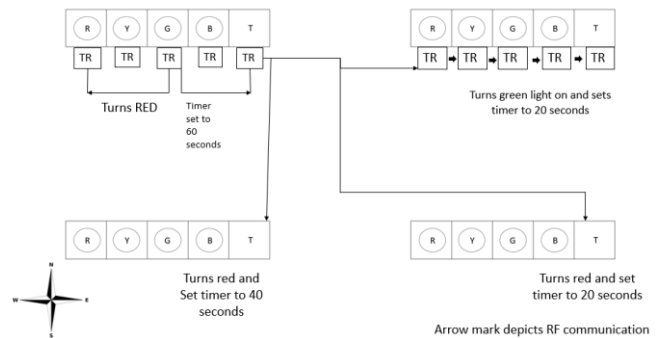 R Y G B T
TR TR TR TR TR
Turns RED
Timer
set to
60
seconds
R Y G B T
TR TR TR TR TR
Turns green light on and sets
timer to 20 seconds
R Y G B T
Turns red and
Set timer to 40
seconds
R Y G B T
Turns red and set
timer to 20 seconds
N
W E
S
Arrow mark depicts RF communication